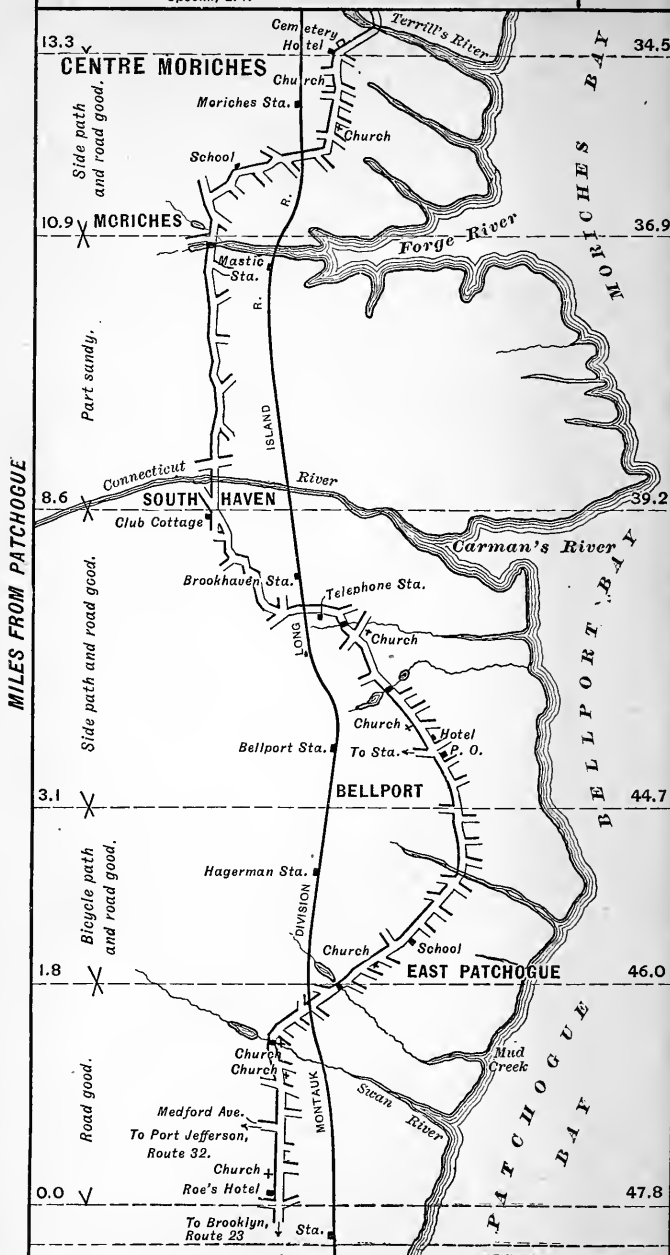 13.3
Cemetery
Hotel
Terrill's River
34.5
CENTRE MORICHES
Church
Moriches Sta.
Church
School
Side path
and road good.
MORICHES BAY
R.
10.9
MORICHES
36.9
Forge River
Mastic
Sta.
R.
Part sandy.
ISLAND
Connecticut
River
8.6
SOUTH HAVEN
39.2
Club Cottage
Carman's River
Brookhaven Sta.
Telephone Sta.
LONG
Church
MILES FROM PATCHOGUE
Side path and road good.
BELLPORT BAY
Church
Hotel
Bellport Sta.
To Sta.
P. O.
BELLPORT
3.1
44.7
Hagerman Sta.
Bicycle path
and road good.
DIVISION
Church
School
EAST PATCHOGUE
1.8
46.0
Church
Church
Mud
Creek
MONTAUK
Swan River
Road good.
Medford Ave.
To Port Jefferson,
Route 32.
PATCHOGUE BAY
Church
Roe's Hotel
0.0
47.8
To Brooklyn,
Route 23
Sta.